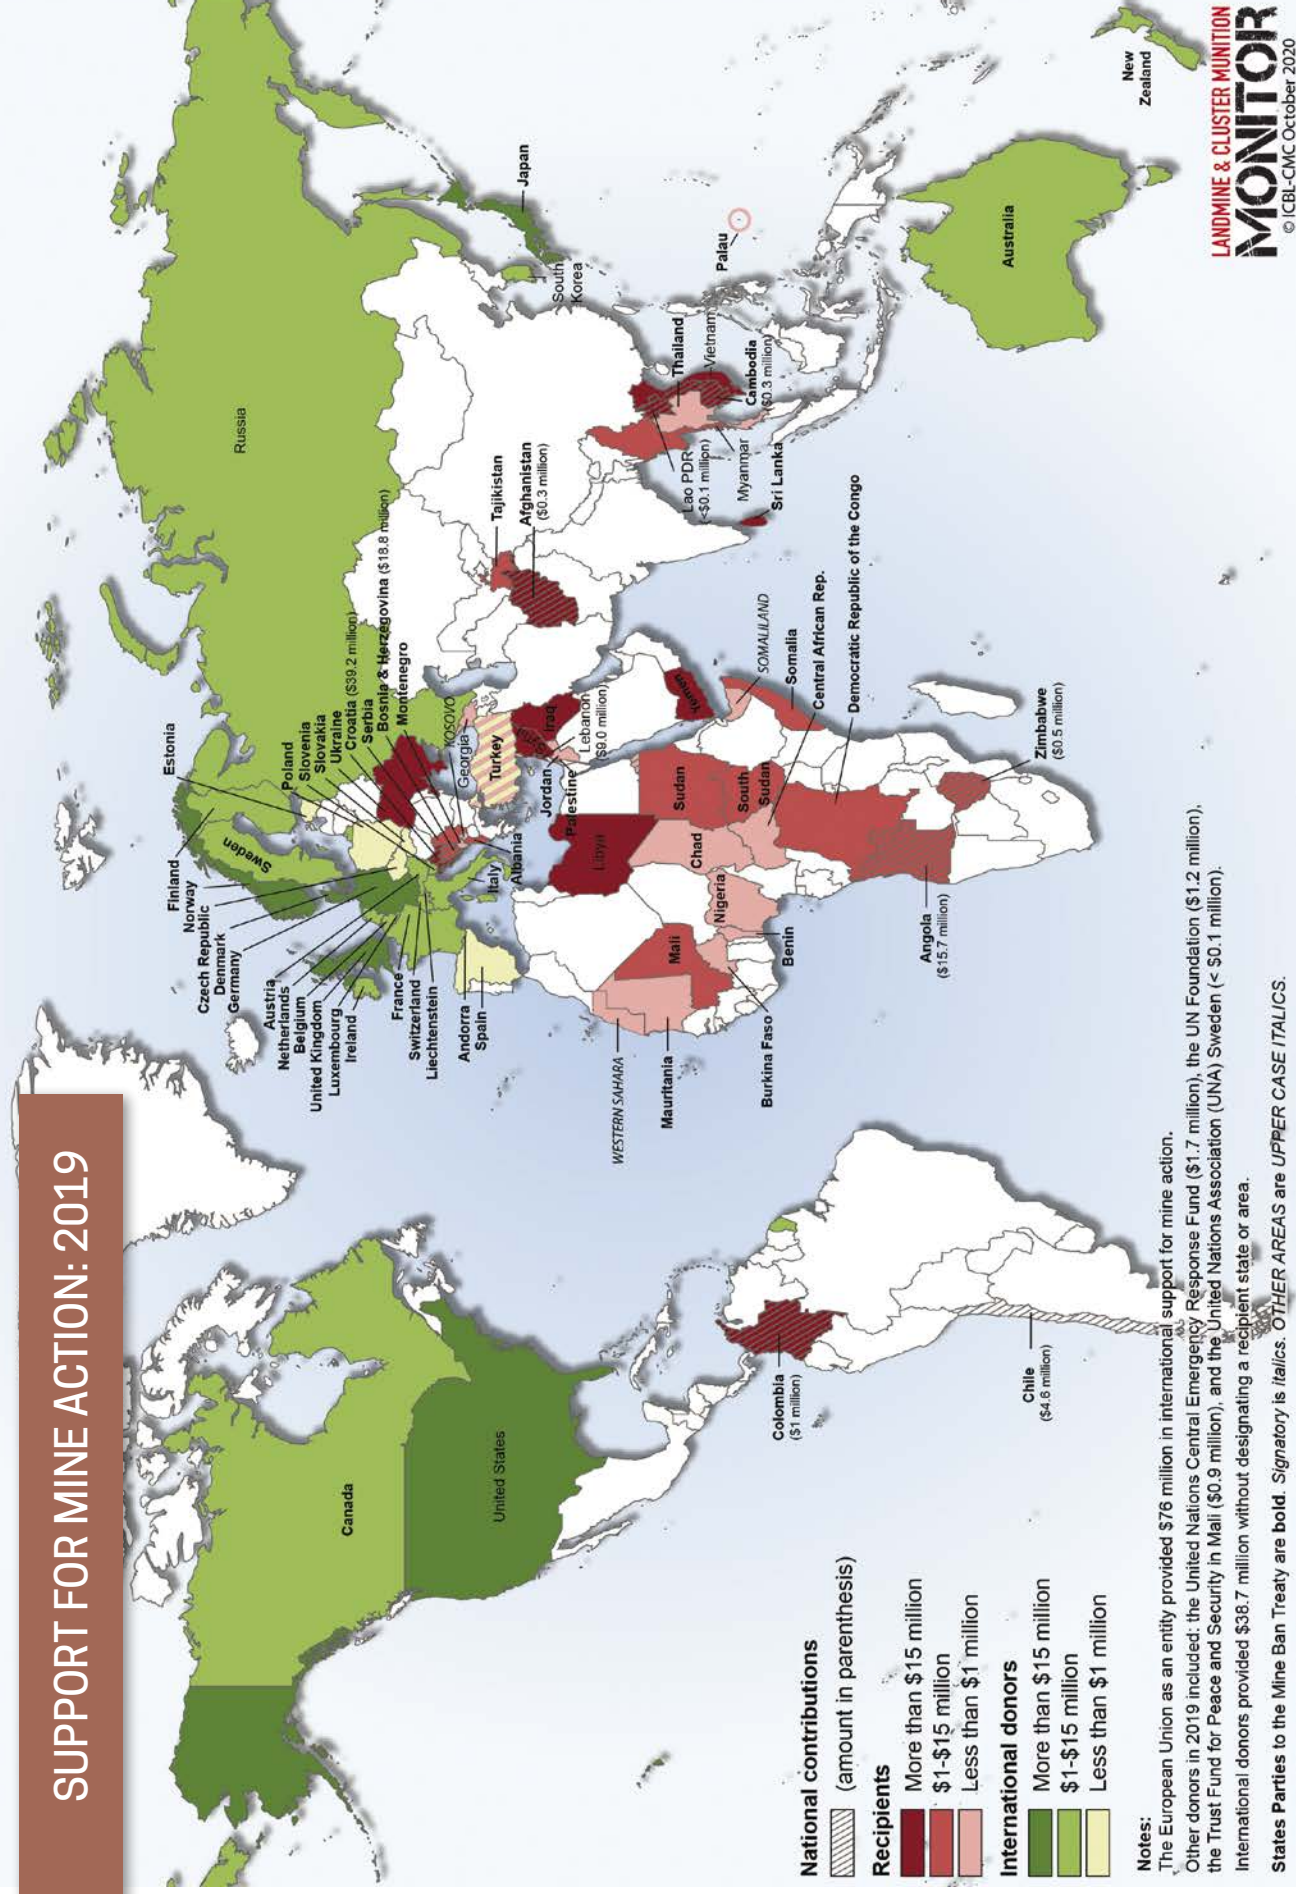 SUPPORT FOR MINE ACTION: 2019
Canada
United States
Colombia
($1 million)
Chile
($4.6 million)
Finland
Norway
Czech Republic
Denmark
Germany
Austria
Netherlands
Belgium
United Kingdom
Luxembourg
Ireland
France
Switzerland
Liechtenstein
Andorra
Spain
Sweden
Estonia
Poland
Slovenia
Slovakia
Ukraine
Croatia ($39.2 million)
Serbia
Bosnia & Herzegovina ($18.8 million)
Montenegro
KOSOVO
Georgia
Turkey
Italy
Albania
Jordan
Palestine
Syria
Iraq
Lebanon
($9.0 million)
Yemen
Russia
Tajikistan
Afghanistan
($0.3 million)
Japan
South
Korea
Palau
Thailand
Vietnam
Cambodia
($0.3 million)
Lao PDR
(<$0.1 million)
Myanmar
Sri Lanka
Australia
New
Zealand
WESTERN SAHARA
Mauritania
Burkina Faso
Mali
Benin
Nigeria
Chad
Libya
Sudan
South
Sudan
SOMALILAND
Somalia
Central African Rep.
Democratic Republic of the Congo
Angola
($15.7 million)
Zimbabwe
($0.5 million)
National contributions
(amount in parenthesis)
Recipients
More than $15 million
$1-$15 million
Less than $1 million
International donors
More than $15 million
$1-$15 million
Less than $1 million
Notes:
The European Union as an entity provided $76 million in international support for mine action.
Other donors in 2019 included: the United Nations Central Emergency Response Fund ($1.7 million), the UN Foundation ($1.2 million),
the Trust Fund for Peace and Security in Mali ($0.9 million), and the United Nations Association (UNA) Sweden (< $0.1 million).
International donors provided $38.7 million without designating a recipient state or area.
States Parties to the Mine Ban Treaty are bold. Signatory is italics. OTHER AREAS are UPPER CASE ITALICS.
LANDMINE & CLUSTER MUNITION
MONITOR
© ICBL-CMC October 2020